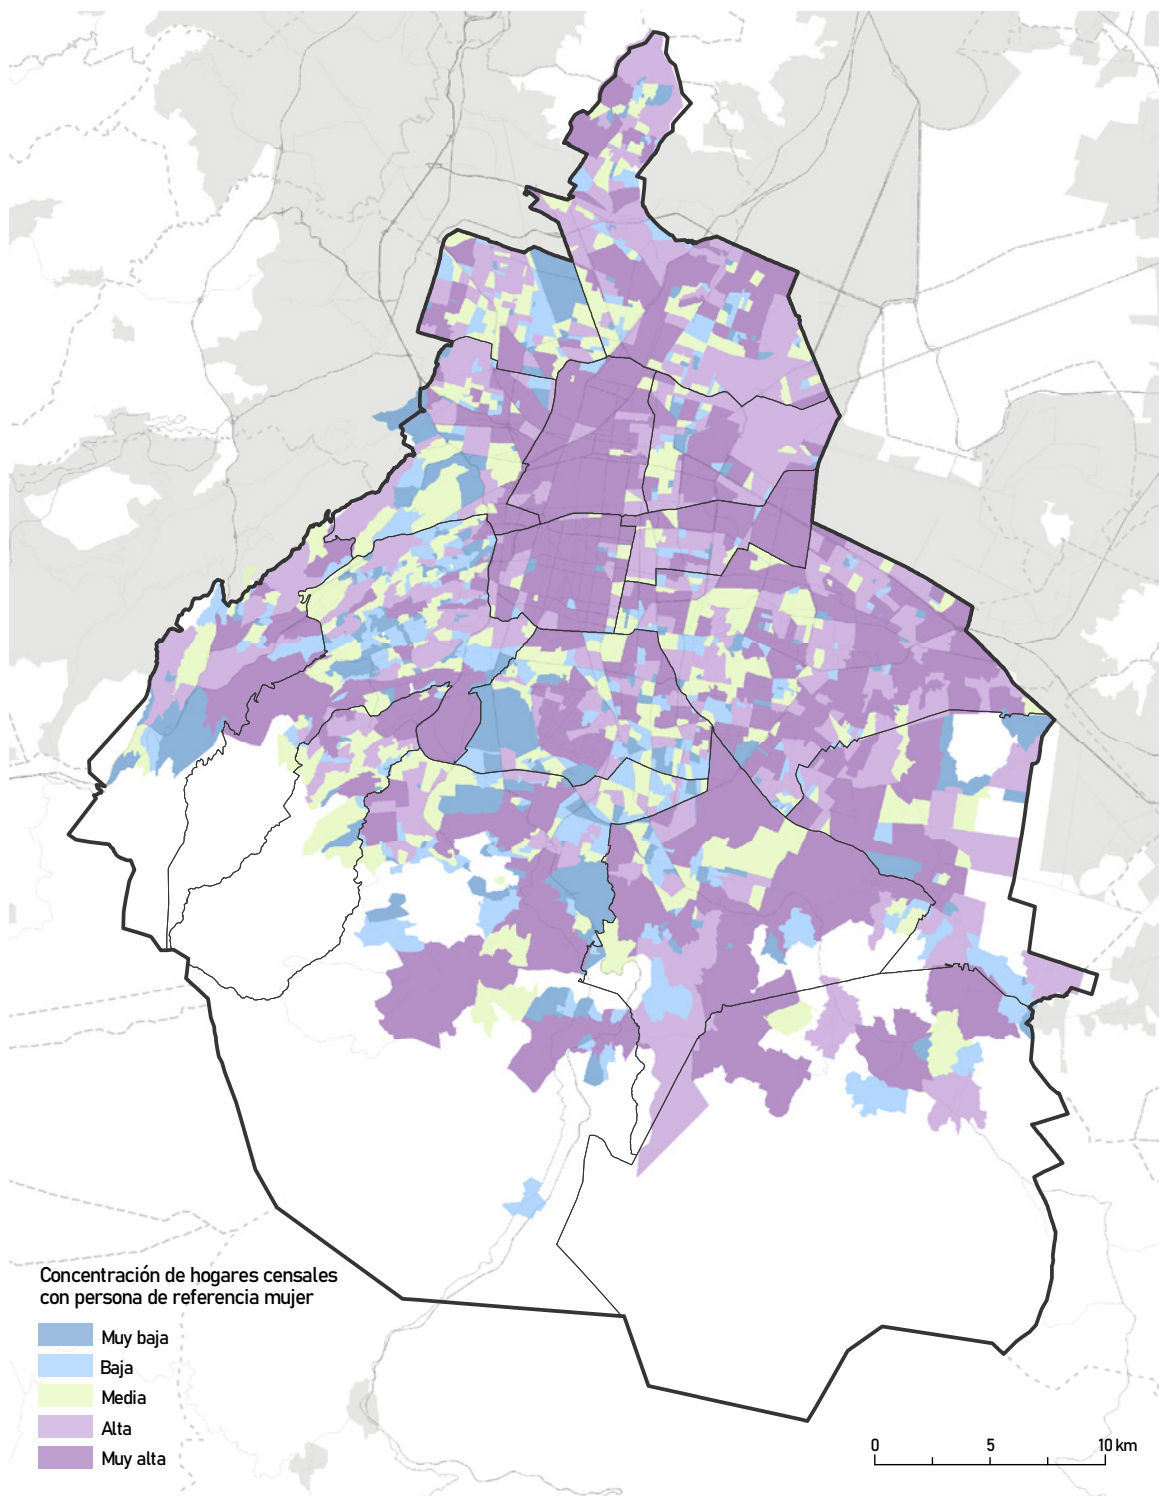 Concentración de hogares censales
con persona de referencia mujer
Muy baja
Baja
Media
Alta
Muy alta
0 5 10 km